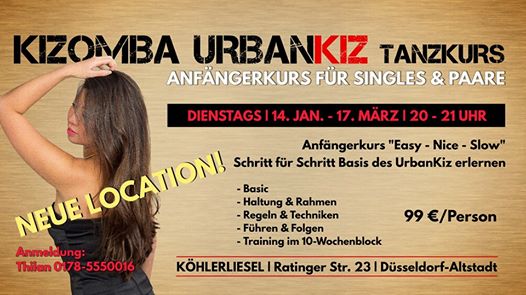 KIZOMBA URBANKIZ TANZKURS
ANFÄNGERKURS FÜR SINGLES & PAARE
DIENSTAGS | 14. JAN. - 17. MÄRZ | 20 - 21 UHR
Anfängerkurs "Easy - Nice - Slow"
Schritt für Schritt Basis des UrbanKiz erlernen
NEUE LOCATION!
- Basic
- Haltung & Rahmen
- Regeln & Techniken
- Führen & Folgen
- Training im 10-Wochenblock
99 €/Person
Anmeldung:
Thilan 0178-5550016
KÖHLERLIESEL | Ratinger Str. 23 | Düsseldorf-Altstadt